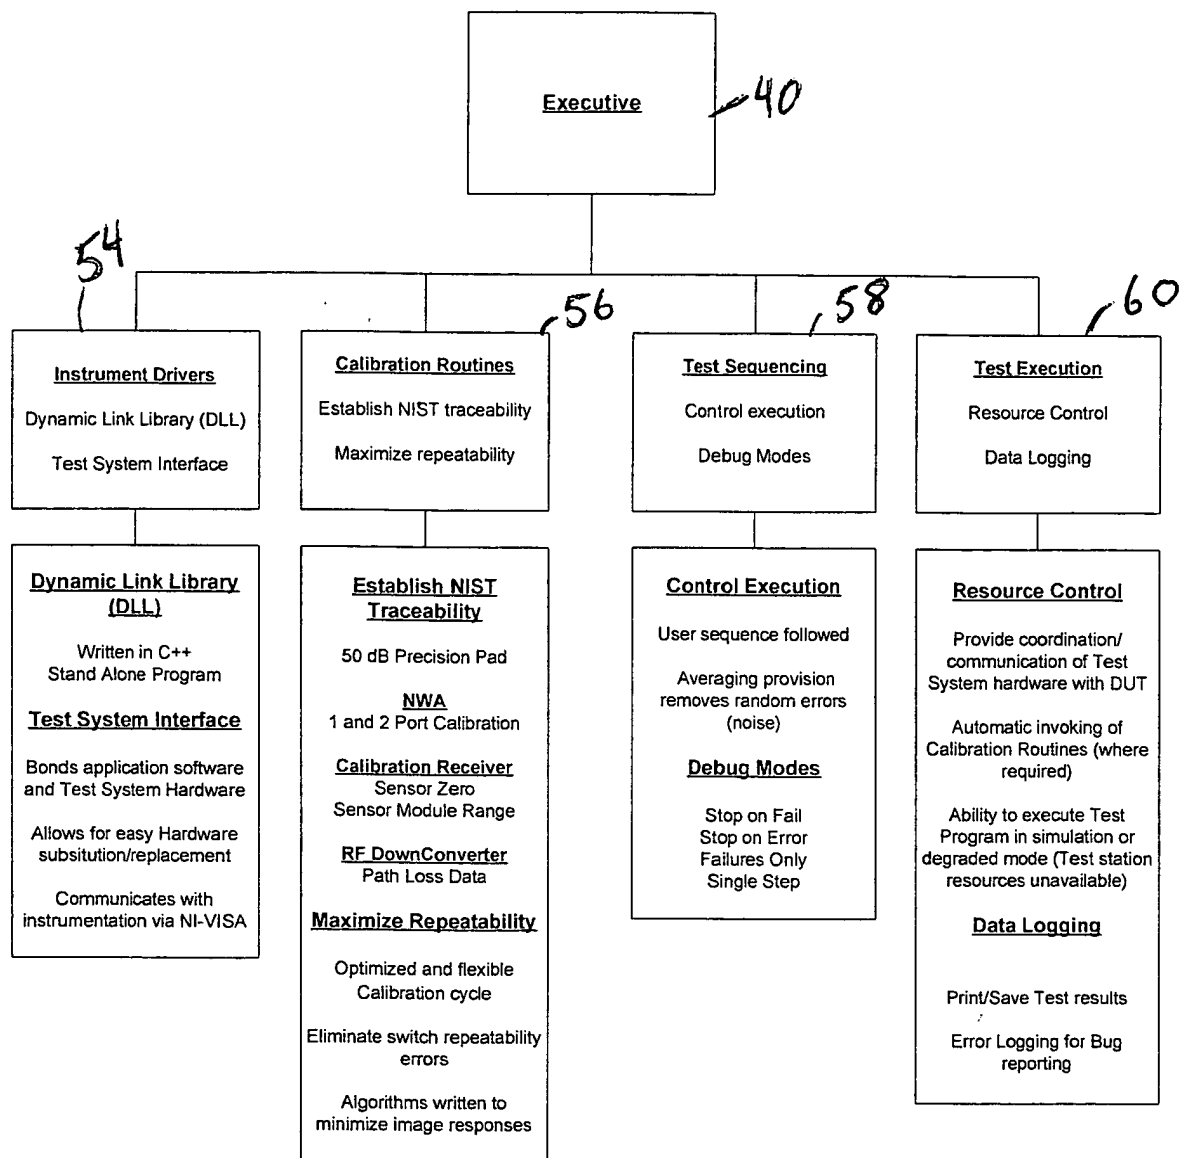 Executive
40
54
Instrument Drivers
Dynamic Link Library (DLL)
Test System Interface
56
Calibration Routines
Establish NIST traceability
Maximize repeatability
58
Test Sequencing
Control execution
Debug Modes
60
Test Execution
Resource Control
Data Logging
Dynamic Link Library
(DLL)
Written in C++
Stand Alone Program
Test System Interface
Bonds application software
and Test System Hardware
Allows for easy Hardware
subsitution/replacement
Communicates with
instrumentation via NI-VISA
Establish NIST
Traceability
50 dB Precision Pad
NWA
1 and 2 Port Calibration
Calibration Receiver
Sensor Zero
Sensor Module Range
RF DownConverter
Path Loss Data
Maximize Repeatability
Optimized and flexible
Calibration cycle
Eliminate switch repeatability
errors
Algorithms written to
minimize image responses
Control Execution
User sequence followed
Averaging provision
removes random errors
(noise)
Debug Modes
Stop on Fail
Stop on Error
Failures Only
Single Step
Resource Control
Provide coordination/
communication of Test
System hardware with DUT
Automatic invoking of
Calibration Routines (where
required)
Ability to execute Test
Program in simulation or
degraded mode (Test station
resources unavailable)
Data Logging
Print/Save Test results
Error Logging for Bug
reporting